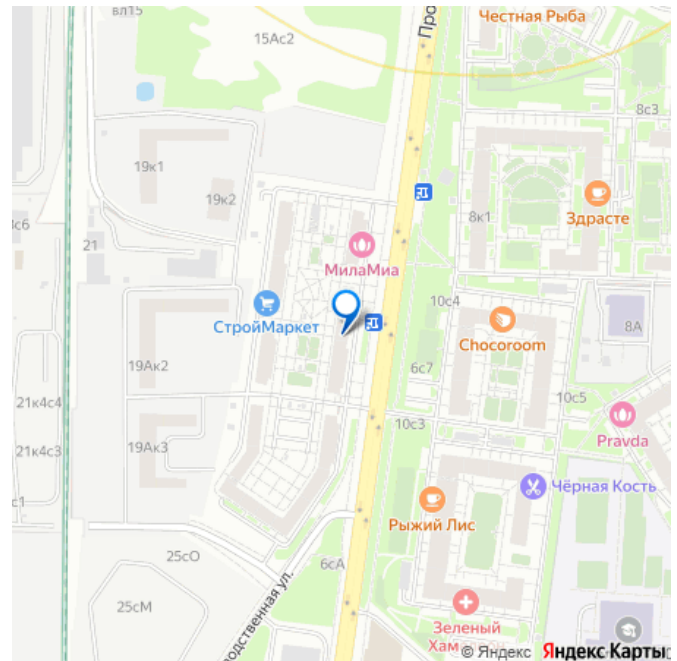 вл15
15Ас2
Про
Честная Рыба
8с3
19к1
19к2
8к1
Здрасте
8с6
21
МилаМиа
10с4
СтройМаркет
Chocoroom
8А
19Ак2
6с7
10с5
21к4с4
10с3
Pravda
21к4с3
19Ак3
с1
Чёрная Кость
Рыжий Лис
25сО
6сА
25сМ
одственная ул.
Зеленый
Хам
© Яндекс Яндекс Карты